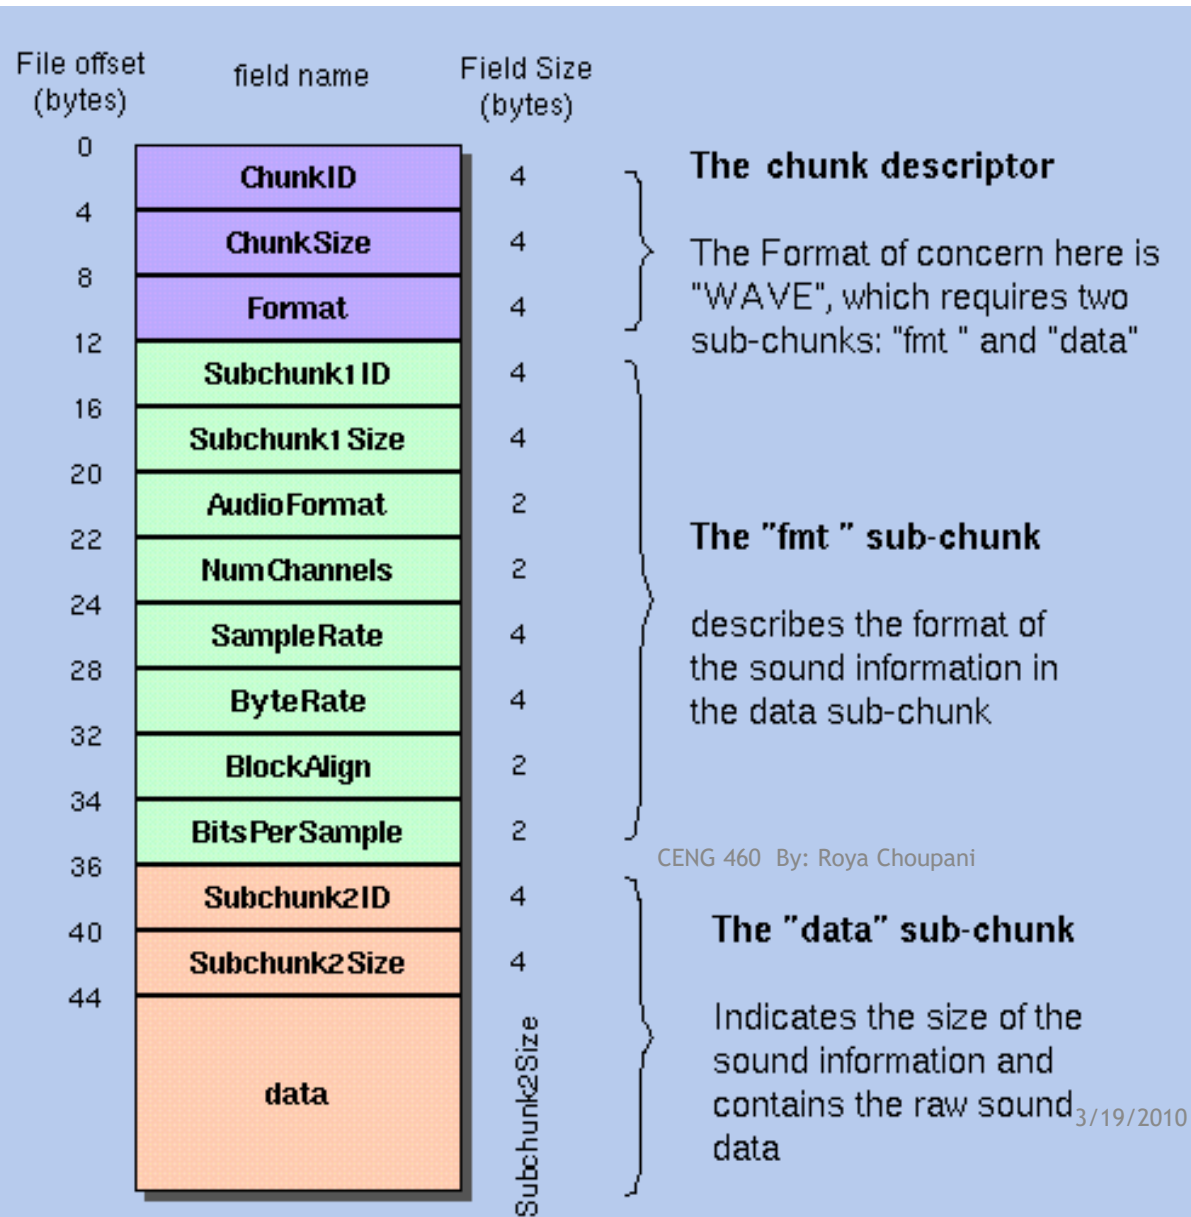 File offset
(bytes)
field name
Field Size
(bytes)
0
ChunkID
4
4
ChunkSize
4
8
Format
4
12
Subchunk1ID
4
16
Subchunk1Size
4
20
AudioFormat
2
22
NumChannels
2
24
SampleRate
4
28
ByteRate
4
32
BlockAlign
2
34
BitsPerSample
2
36
Subchunk2ID
4
40
Subchunk2Size
4
44
data
Subchunk2Size
The chunk descriptor
The Format of concern here is
"WAVE", which requires two
sub-chunks: "fmt " and "data"
The "fmt " sub-chunk
describes the format of
the sound information in
the data sub-chunk
CENG 460 By: Roya Choupani
The "data" sub-chunk
Indicates the size of the
sound information and
contains the raw sound
data
3/19/2010